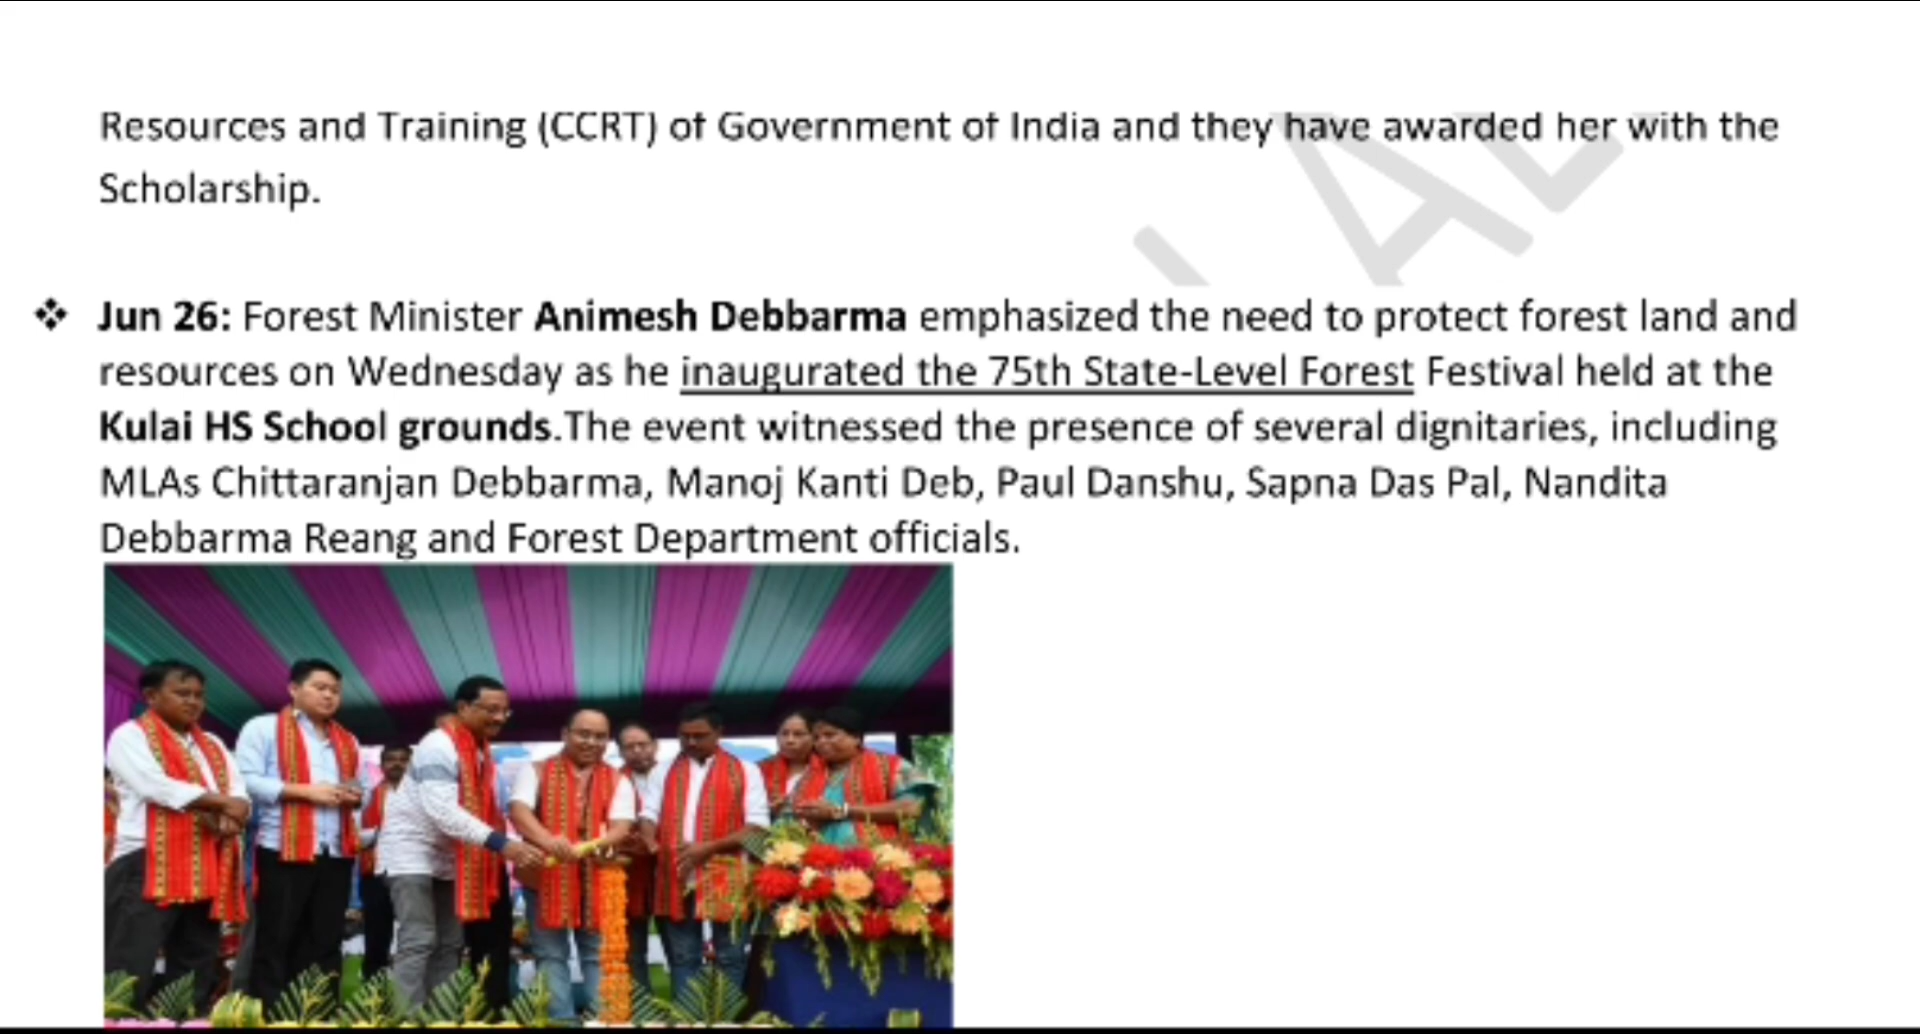 Resources and Training (CCRT) of Government of India and they have awarded her with the
Scholarship.
❖ Jun 26: Forest Minister Animesh Debbarma emphasized the need to protect forest land and
resources on Wednesday as he inaugurated the 75th State-Level Forest Festival held at the
Kulai HS School grounds.The event witnessed the presence of several dignitaries, including
MLAs Chittaranjan Debbarma, Manoj Kanti Deb, Paul Danshu, Sapna Das Pal, Nandita
Debbarma Reang and Forest Department officials.